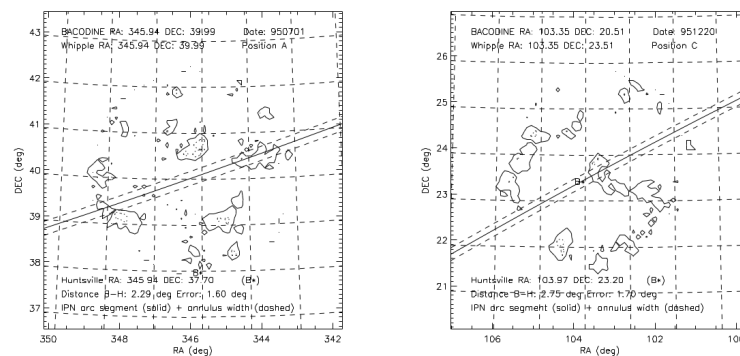 BACODINE RA: 345.94 DEC: 39.99 Date: 950701
Whipple RA: 345.94 DEC: 39.99 Position A
43
42
41
40
39
38
37
DEC (deg)
B*
Huntsville RA: 345.94 DEC: 37.70 (B*)
Distance B-H: 2.29 deg Error: 1.60 deg
IPN arc segment (solid) + annulus width (dashed)
350 348 346 344 342
RA (deg)
BACODINE RA: 103.35 DEC: 20.51 Date: 951220
Whipple RA: 103.35 DEC: 23.51 Position C
26
25
24
23
22
21
DEC (deg)
B*
Huntsville RA: 103.97 DEC: 23.20 (B*)
Distance B-H: 2.75 deg Error: 1.70 deg
IPN arc segment (solid) + annulus width (dashed)
106 104 102
RA (deg)